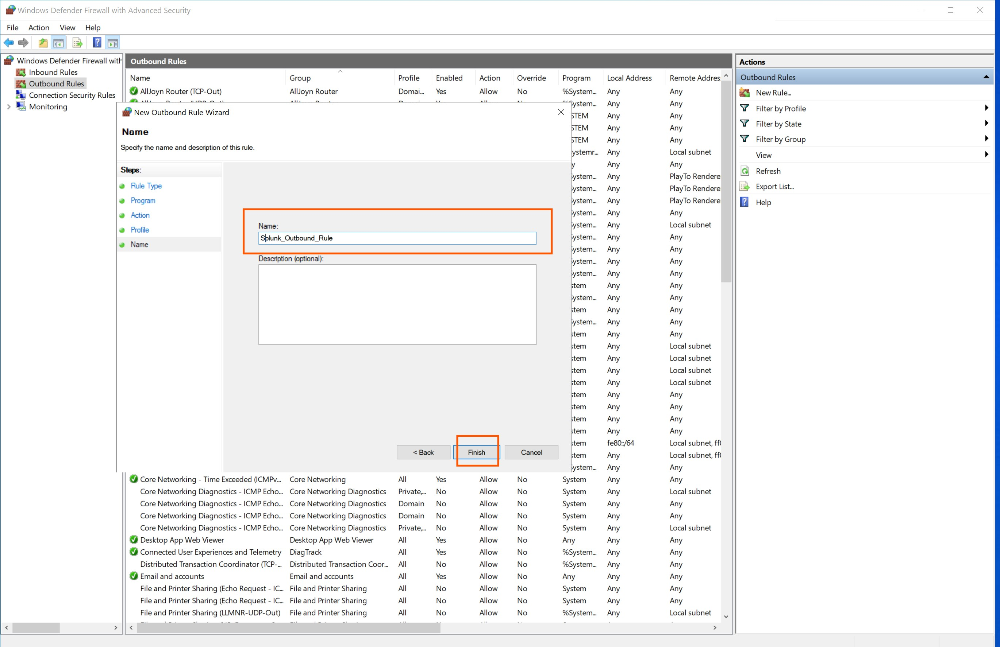 Windows Defender Firewall with Advanced Security
File Action View Help
Windows Defender Firewall with
Inbound Rules
Outbound Rules
Connection Security Rules
Monitoring
Outbound Rules
Name Group Profile Enabled Action Override Program Local Address Remote Addres
AllJoyn Router (TCP-Out) AllJoyn Router Domai... Yes Allow No %System... Any Any
ystem... Any Any
STEM Any Any
STEM Any Any
STEM Any Any
ystemr... Any Local subnet
y Any Any
ystem... Any PlayTo Rendere
ystem... Any PlayTo Rendere
ystem... Any PlayTo Rendere
ystem... Any Any
ystem... Any Local subnet
ystem... Any Any
ystem... Any Any
ystem... Any Any
ystem... Any Any
stem Any Any
ystem... Any Any
stem Any Any
ystem... Any Any
stem Any Any
stem Any Local subnet
stem Any Local subnet
stem Any Local subnet
stem Any Local subnet
stem Any Any
stem Any Any
stem Any Any
stem Any Any
stem fe80::/64 Local subnet, ff
stem Any Local subnet, ff
ystem... Any Any
Core Networking - Time Exceeded (ICMPv... Core Networking All Yes Allow No System Any Any
Core Networking Diagnostics - ICMP Echo... Core Networking Diagnostics Private,... No Allow No System Any Local subnet
Core Networking Diagnostics - ICMP Echo... Core Networking Diagnostics Domain No Allow No System Any Any
Core Networking Diagnostics - ICMP Echo... Core Networking Diagnostics Domain No Allow No System Any Any
Core Networking Diagnostics - ICMP Echo... Core Networking Diagnostics Private,... No Allow No System Any Local subnet
Desktop App Web Viewer Desktop App Web Viewer All Yes Allow No Any Any Any
Connected User Experiences and Telemetry DiagTrack All Yes Allow No %System... Any Any
Distributed Transaction Coordinator (TCP-... Distributed Transaction Coor... All No Allow No %System... Any Any
Email and accounts Email and accounts All Yes Allow No Any Any Any
File and Printer Sharing (Echo Request - IC... File and Printer Sharing All No Allow No System Any Any
File and Printer Sharing (Echo Request - IC... File and Printer Sharing All No Allow No System Any Any
File and Printer Sharing (LLMNR-UDP-Out) File and Printer Sharing All No Allow No %System... Any Local subnet
New Outbound Rule Wizard
Name
Specify the name and description of this rule.
Steps:
Rule Type
Program
Action
Profile
Name
Name:
Splunk_Outbound_Rule
Description (optional):
< Back Finish Cancel
Actions
Outbound Rules
New Rule...
Filter by Profile
Filter by State
Filter by Group
View
Refresh
Export List...
Help